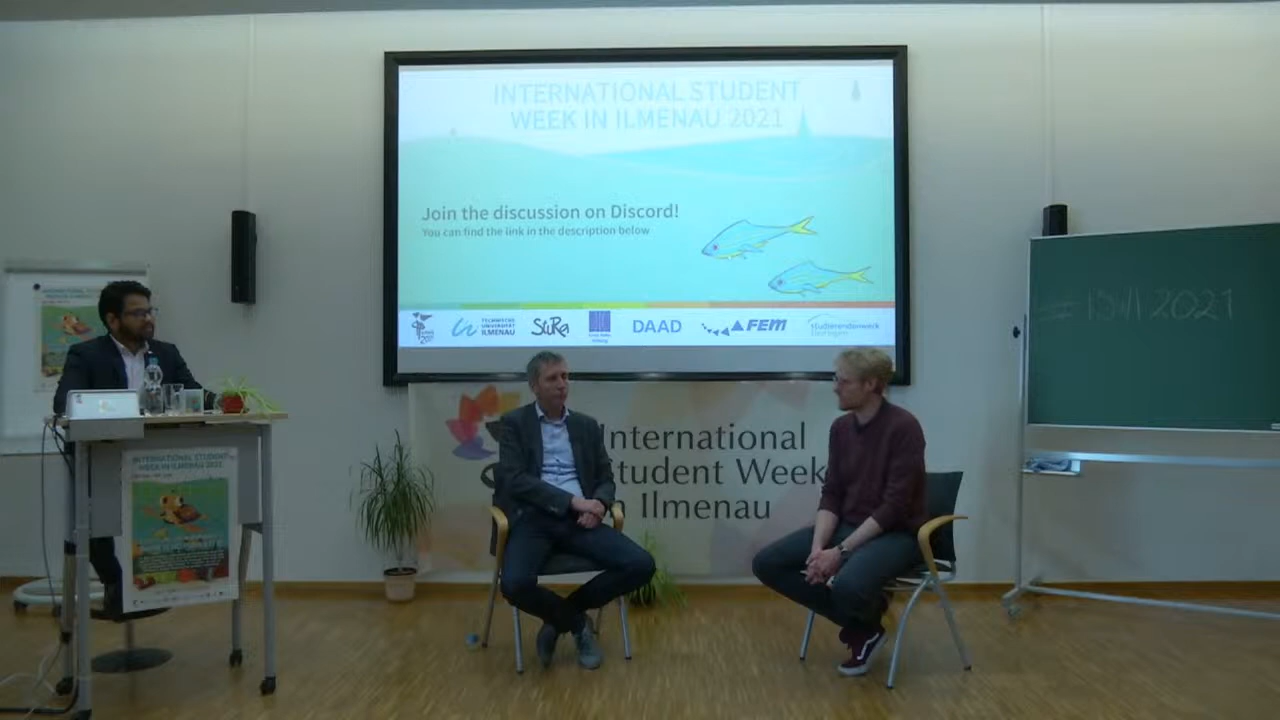 INTERNATIONAL STUDENT
WEEK IN ILMENAU 2021
Join the discussion on Discord!
You can find the link in the description below
TECHNISCHE
UNIVERSITÄT
ILMENAU
StuRa
DAAD
FEM
studierendenwerk
International
Student Week
in Ilmenau
2021
INTERNATIONAL STUDENT
WEEK IN ILMENAU 2021